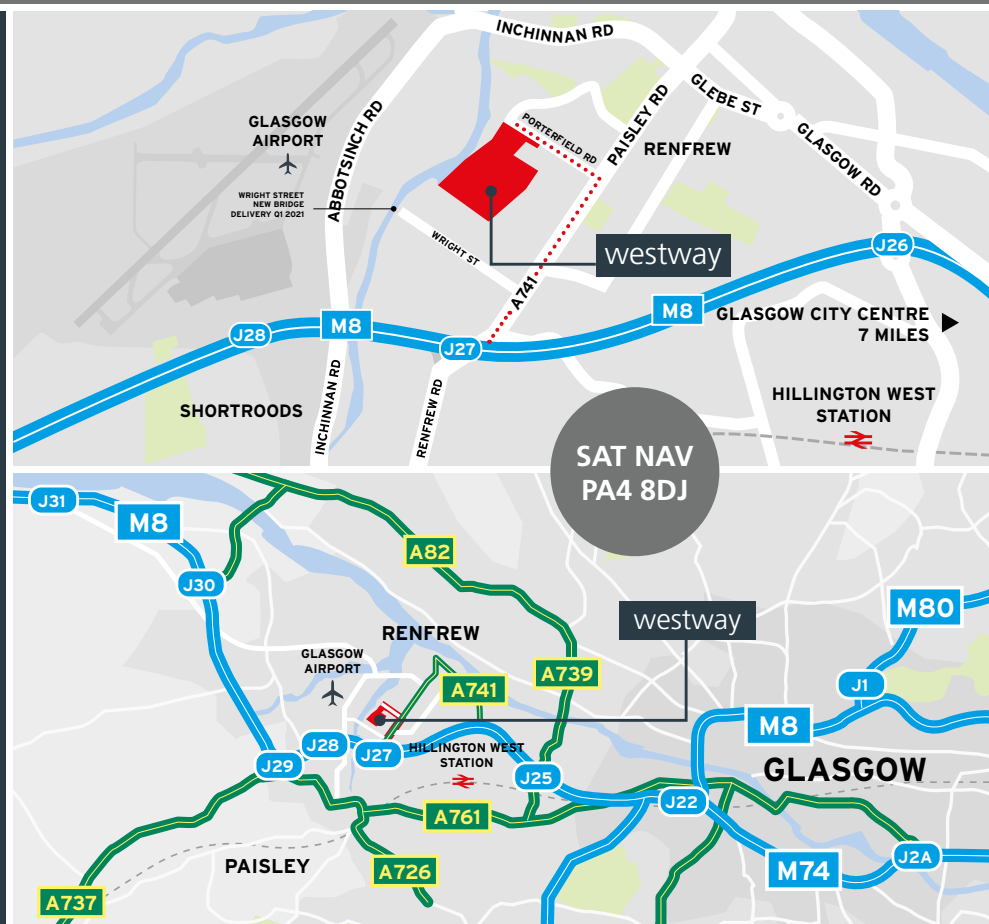 INCHINNAN RD
GLEBE ST
GLASGOW
AIRPORT
ABBOTSINCH RD
PORTERFIELD RD
PAISLEY RD
RENFREW
GLASGOW RD
WRIGHT STREET
NEW BRIDGE
DELIVERY Q1 2021
WRIGHT ST
westway
J26
A741
M8
GLASGOW CITY CENTRE
7 MILES
M8
J28
J27
INCHINNAN RD
RENFREW RD
SHORTROODS
HILLINGTON WEST
STATION
SAT NAV
PA4 8DJ
J31
M8
A82
J30
M80
westway
RENFREW
GLASGOW
AIRPORT
A739
A741
J1
M8
J28
J27
HILLINGTON WEST
STATION
J29
J25
GLASGOW
J22
A761
PAISLEY
A726
M74
J2A
A737